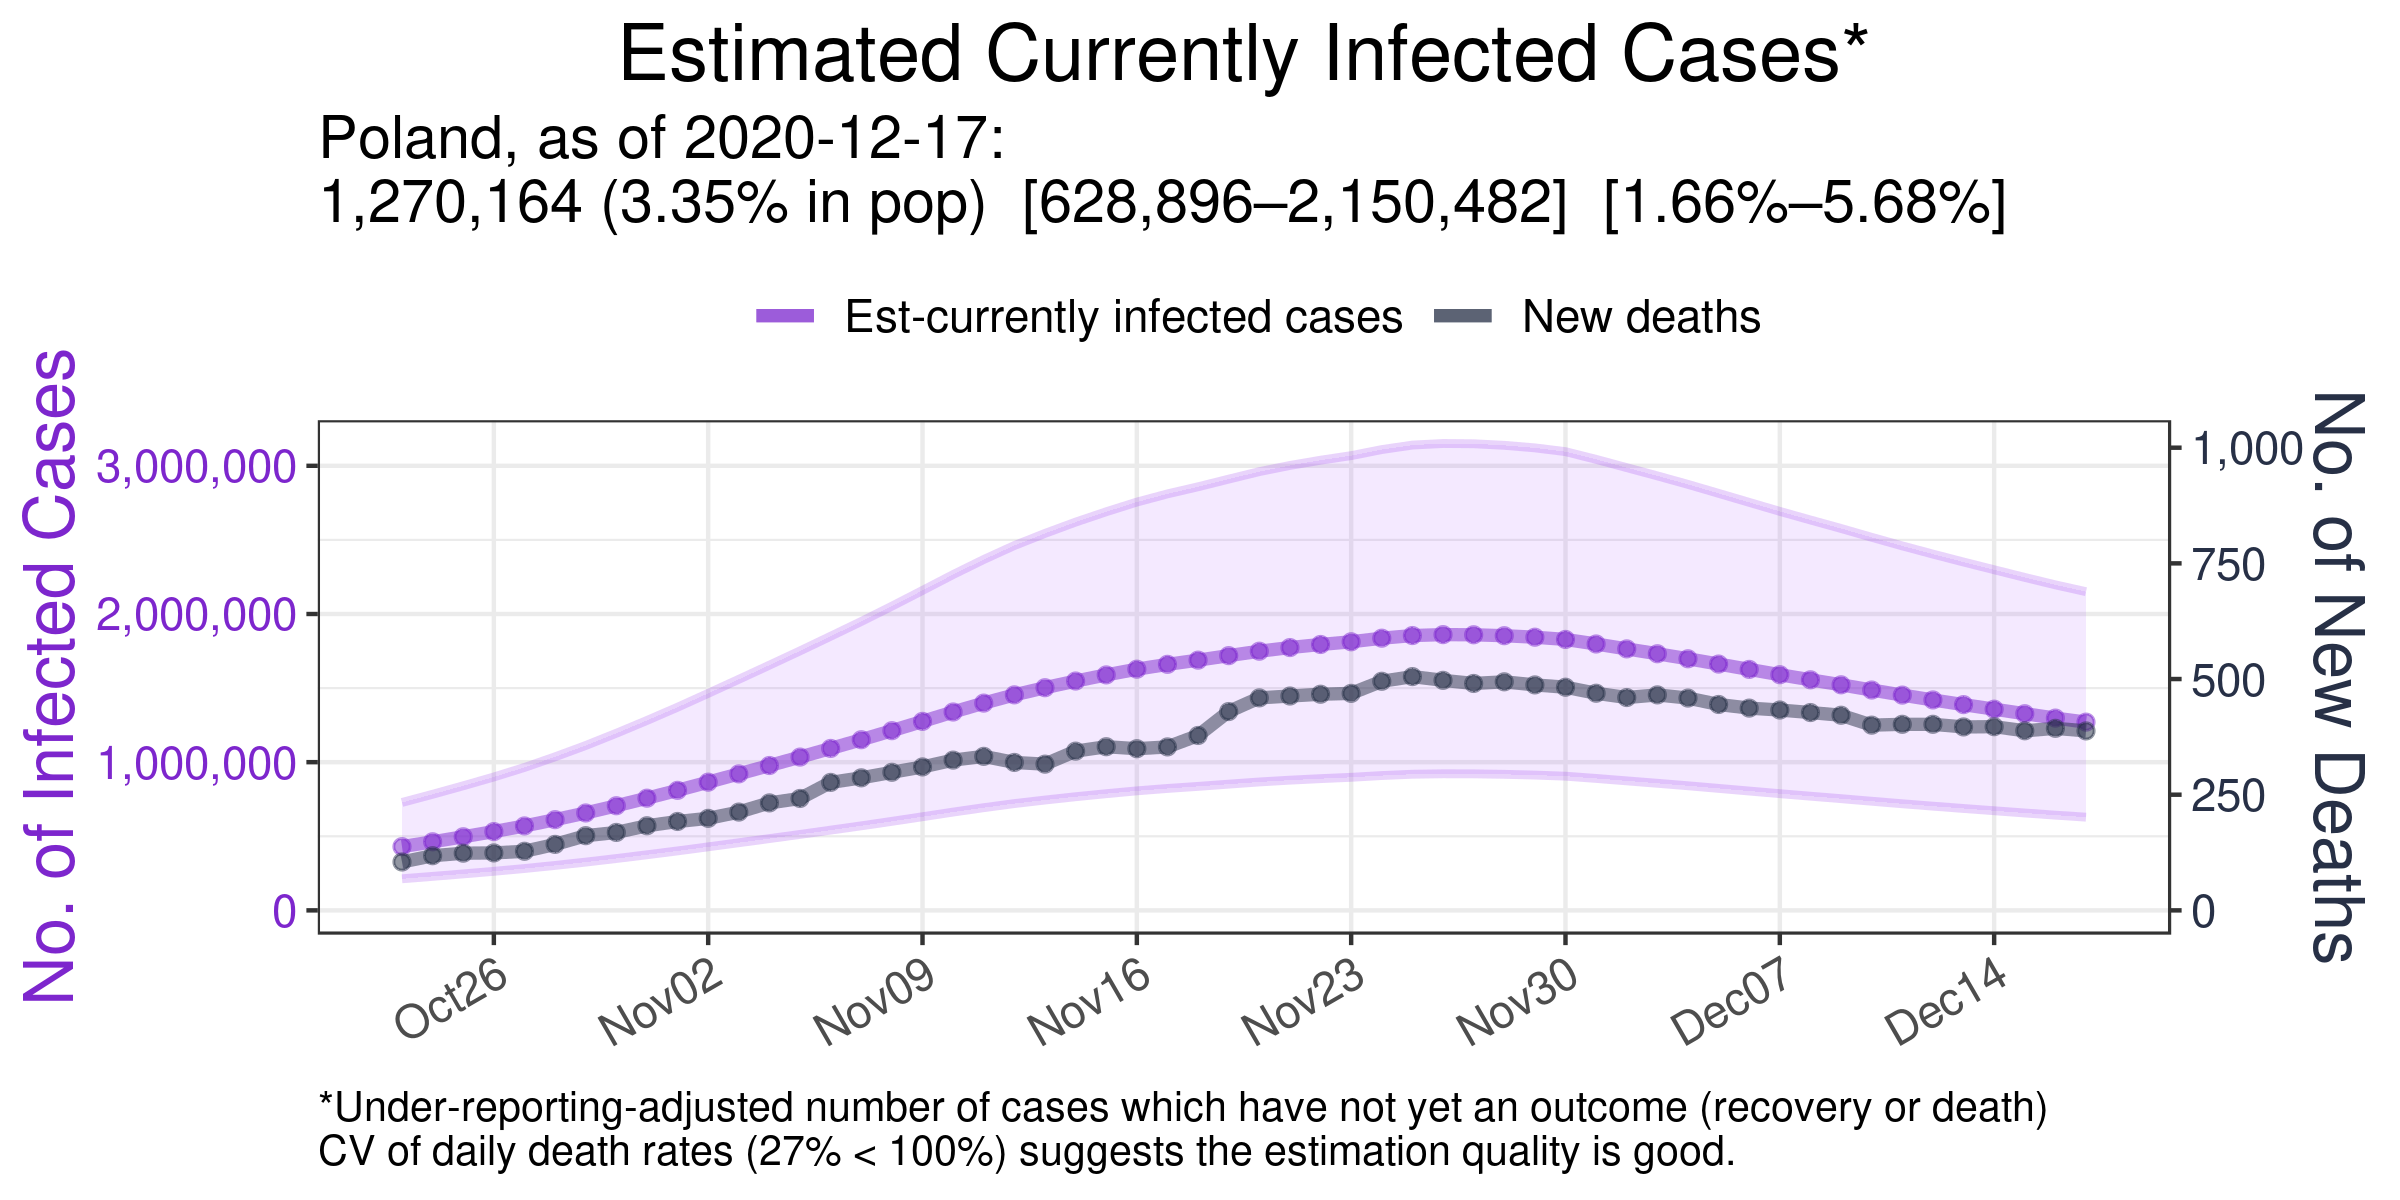 Estimated Currently Infected Cases*
Poland, as of 2020-12-17:
1,270,164 (3.35% in pop)  [628,896–2,150,482]  [1.66%–5.68%]
Est-currently infected cases
New deaths
No. of Infected Cases
3,000,000
2,000,000
1,000,000
0
1,000
750
500
250
0
No. of New Deaths
Oct26
Nov02
Nov09
Nov16
Nov23
Nov30
Dec07
Dec14
*Under-reporting-adjusted number of cases which have not yet an outcome (recovery or death)
CV of daily death rates (27% < 100%) suggests the estimation quality is good.